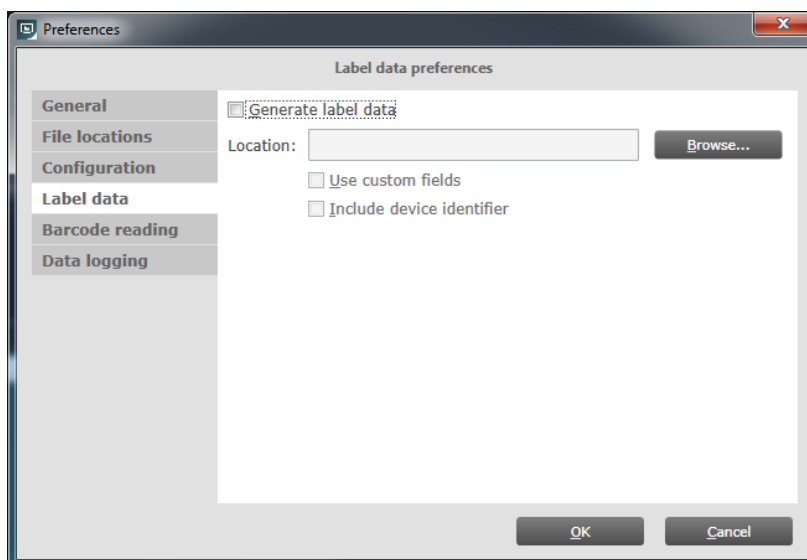 Preferences
Label data preferences
General
File locations
Configuration
Label data
Barcode reading
Data logging
Generate label data
Location:
Browse...
Use custom fields
Include device identifier
OK
Cancel